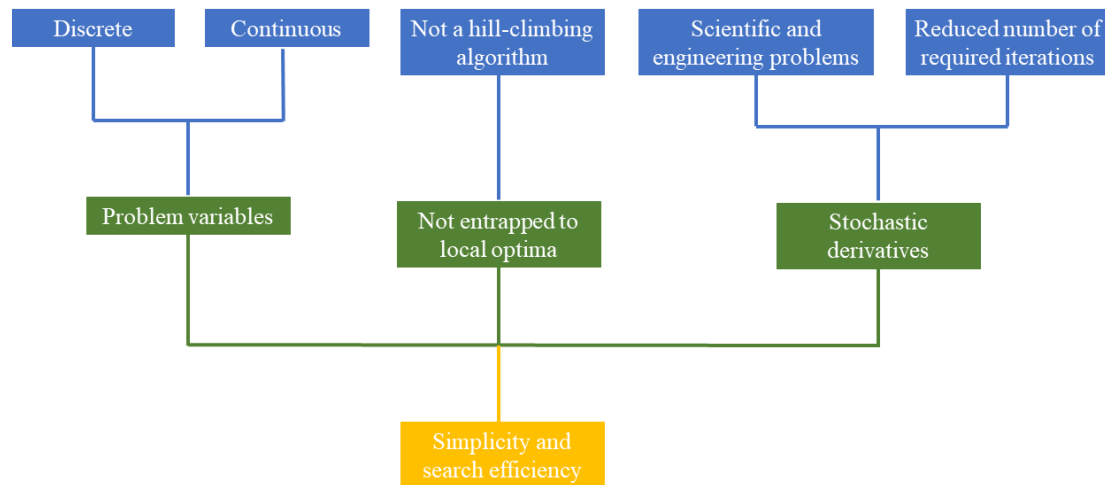 Discrete
Continuous
Not a hill-climbing
algorithm
Scientific and
engineering problems
Reduced number of
required iterations
Problem variables
Not entrapped to
local optima
Stochastic
derivatives
Simplicity and
search efficiency